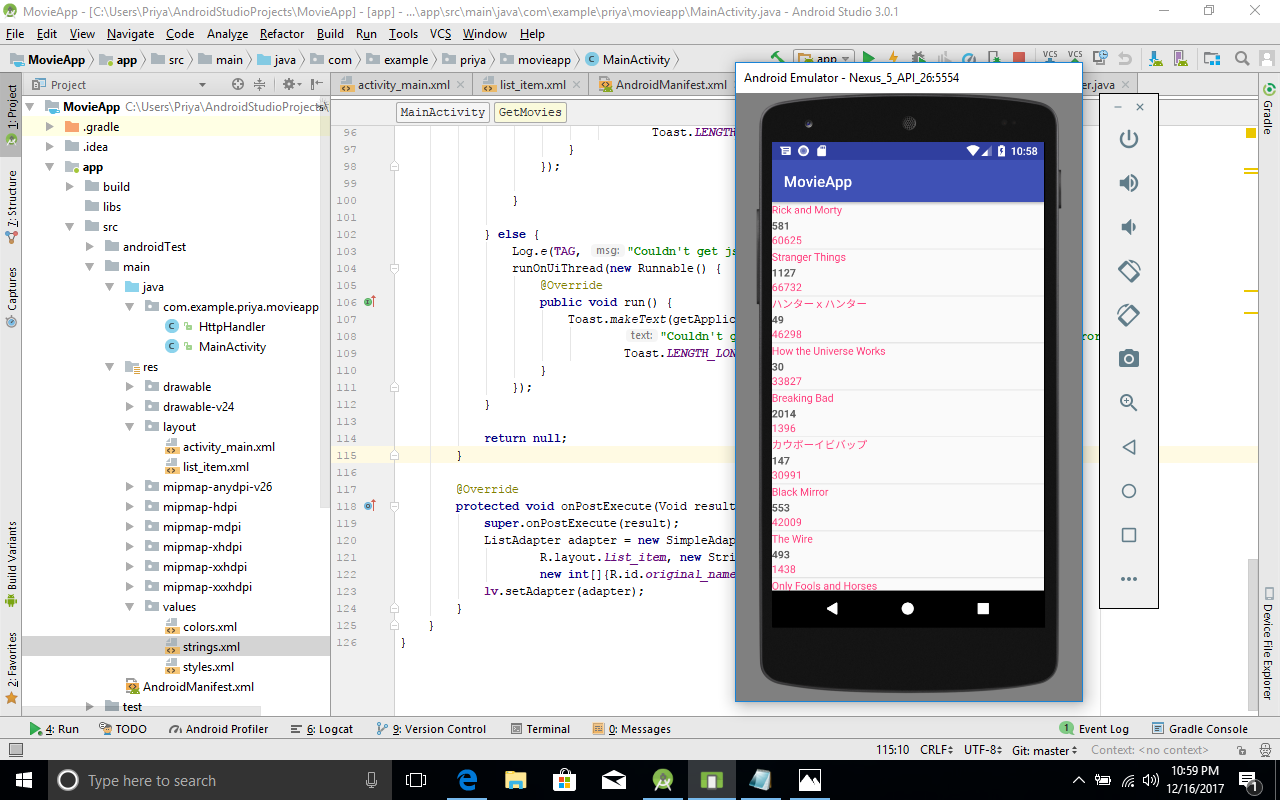 MovieApp - [C:\Users\Priya\AndroidStudioProjects\MovieApp] - [app] - ...\app\src\main\java\com\example\priya\movieapp\MainActivity.java - Android Studio 3.0.1
File Edit View Navigate Code Analyze Refactor Build Run Tools VCS Window Help
MovieApp app src main java com example priya movieapp MainActivity
app
VCS VCS
Project
activity_main.xml list_item.xml AndroidManifest.xml er.java
MainActivity GetMovies
1: Project
7: Structure
Captures
Build Variants
2: Favorites
MovieApp C:\Users\Priya\AndroidStudioProjects\
.gradle
.idea
app
build
libs
src
androidTest
main
java
com.example.priya.movieapp
HttpHandler
MainActivity
res
drawable
drawable-v24
layout
activity_main.xml
list_item.xml
mipmap-anydpi-v26
mipmap-hdpi
mipmap-mdpi
mipmap-xhdpi
mipmap-xxhdpi
mipmap-xxxhdpi
values
colors.xml
strings.xml
styles.xml
AndroidManifest.xml
test
96 Toast.LENGTH
97 }
98 });
99
100 }
101
102 } else {
103 Log.e(TAG, msg: "Couldn't get js
104 runOnUiThread(new Runnable() {
105 @Override
106 public void run() {
107 Toast.makeText(getApplic
108 text: "Couldn't g ror
109 Toast.LENGTH_LON
110 }
111 });
112 }
113
114 return null;
115 }
116
117 @Override
118 protected void onPostExecute(Void result
119 super.onPostExecute(result);
120 ListAdapter adapter = new SimpleAdap
121 R.layout.list_item, new Stri
122 new int[]{R.id.original_name
123 lv.setAdapter(adapter);
124 }
125 }
126 }
Android Emulator - Nexus_5_API_26:5554
10:58
MovieApp
Rick and Morty
581
60625
Stranger Things
1127
66732
ハンター x ハンター
49
46298
How the Universe Works
30
33827
Breaking Bad
2014
1396
カウボーイビバップ
147
30991
Black Mirror
553
42009
The Wire
493
1438
Only Fools and Horses
Gradle
Device File Explorer
4: Run TODO Android Profiler 6: Logcat 9: Version Control Terminal 0: Messages 1 Event Log Gradle Console
115:10 CRLF UTF-8 Git: master Context: <no context>
Type here to search
10:59 PM
12/16/2017
1